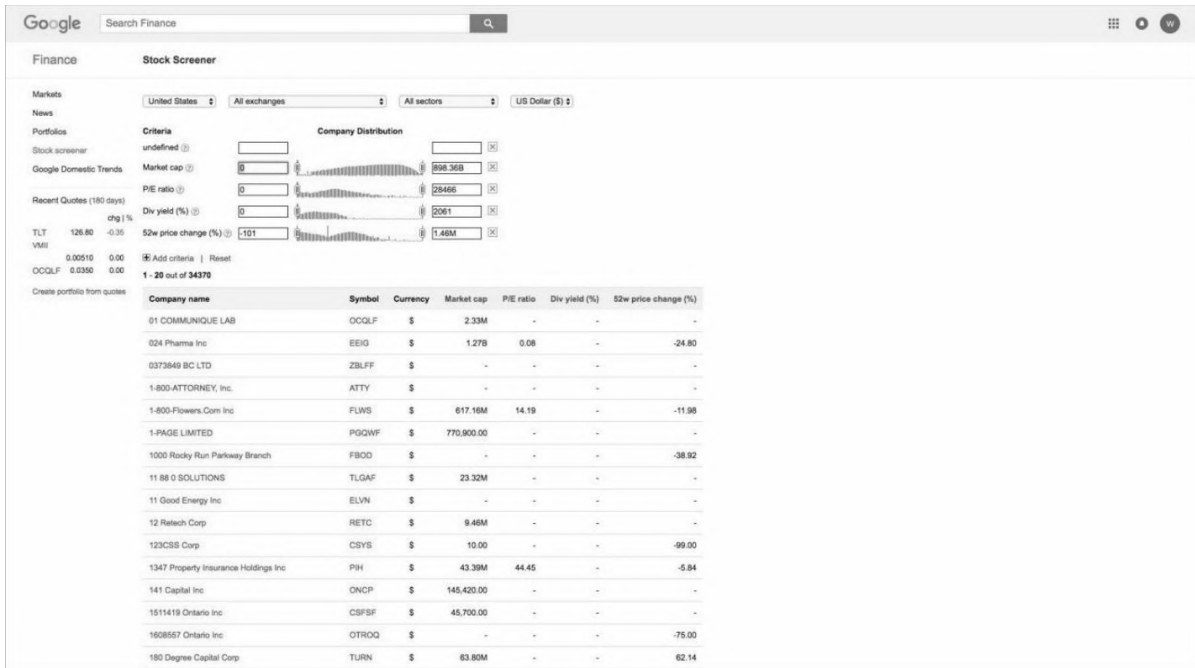 Google Search Finance W
Finance Stock Screener
Markets
News
Portfolios
Stock screener
Google Domestic Trends
Recent Quotes (180 days)
chg | %
TLT 126.80 -0.35
VMII
0.00510 0.00
OCQLF 0.0350 0.00
Create portfolio from quotes
United States All exchanges All sectors US Dollar ($)
Criteria Company Distribution
undefined ?
Market cap ? 0 898.36B
P/E ratio ? 0 28466
Div yield (%) ? 0 2061
52w price change (%) ? -101 1.46M
Add criteria | Reset
1 - 20 out of 34370
Company name Symbol Currency Market cap P/E ratio Div yield (%) 52w price change (%)
01 COMMUNIQUE LAB OCQLF $ 2.33M - - -
024 Pharma Inc EEIG $ 1.27B 0.08 - -24.80
0373849 BC LTD ZBLFF $ - - - -
1-800-ATTORNEY, Inc. ATTY $ - - - -
1-800-Flowers.Com Inc FLWS $ 617.16M 14.19 - -11.98
1-PAGE LIMITED PGQWF $ 770,900.00 - - -
1000 Rocky Run Parkway Branch FBOD $ - - - -38.92
11 88 0 SOLUTIONS TLGAF $ 23.32M - - -
11 Good Energy Inc ELVN $ - - - -
12 Retech Corp RETC $ 9.46M - - -
123CSS Corp CSYS $ 10.00 - - -99.00
1347 Property Insurance Holdings Inc PIH $ 43.39M 44.45 - -5.84
141 Capital Inc ONCP $ 145,420.00 - - -
1511419 Ontario Inc CSFSF $ 45,700.00 - - -
1608557 Ontario Inc OTROQ $ - - - -75.00
180 Degree Capital Corp TURN $ 63.80M - - 62.14